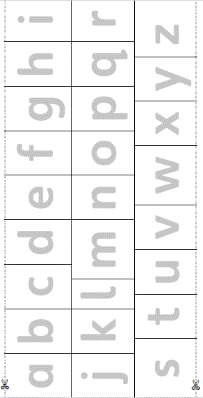 a b c d e f g h i
j k l m n o p q r
s t u v w x y z